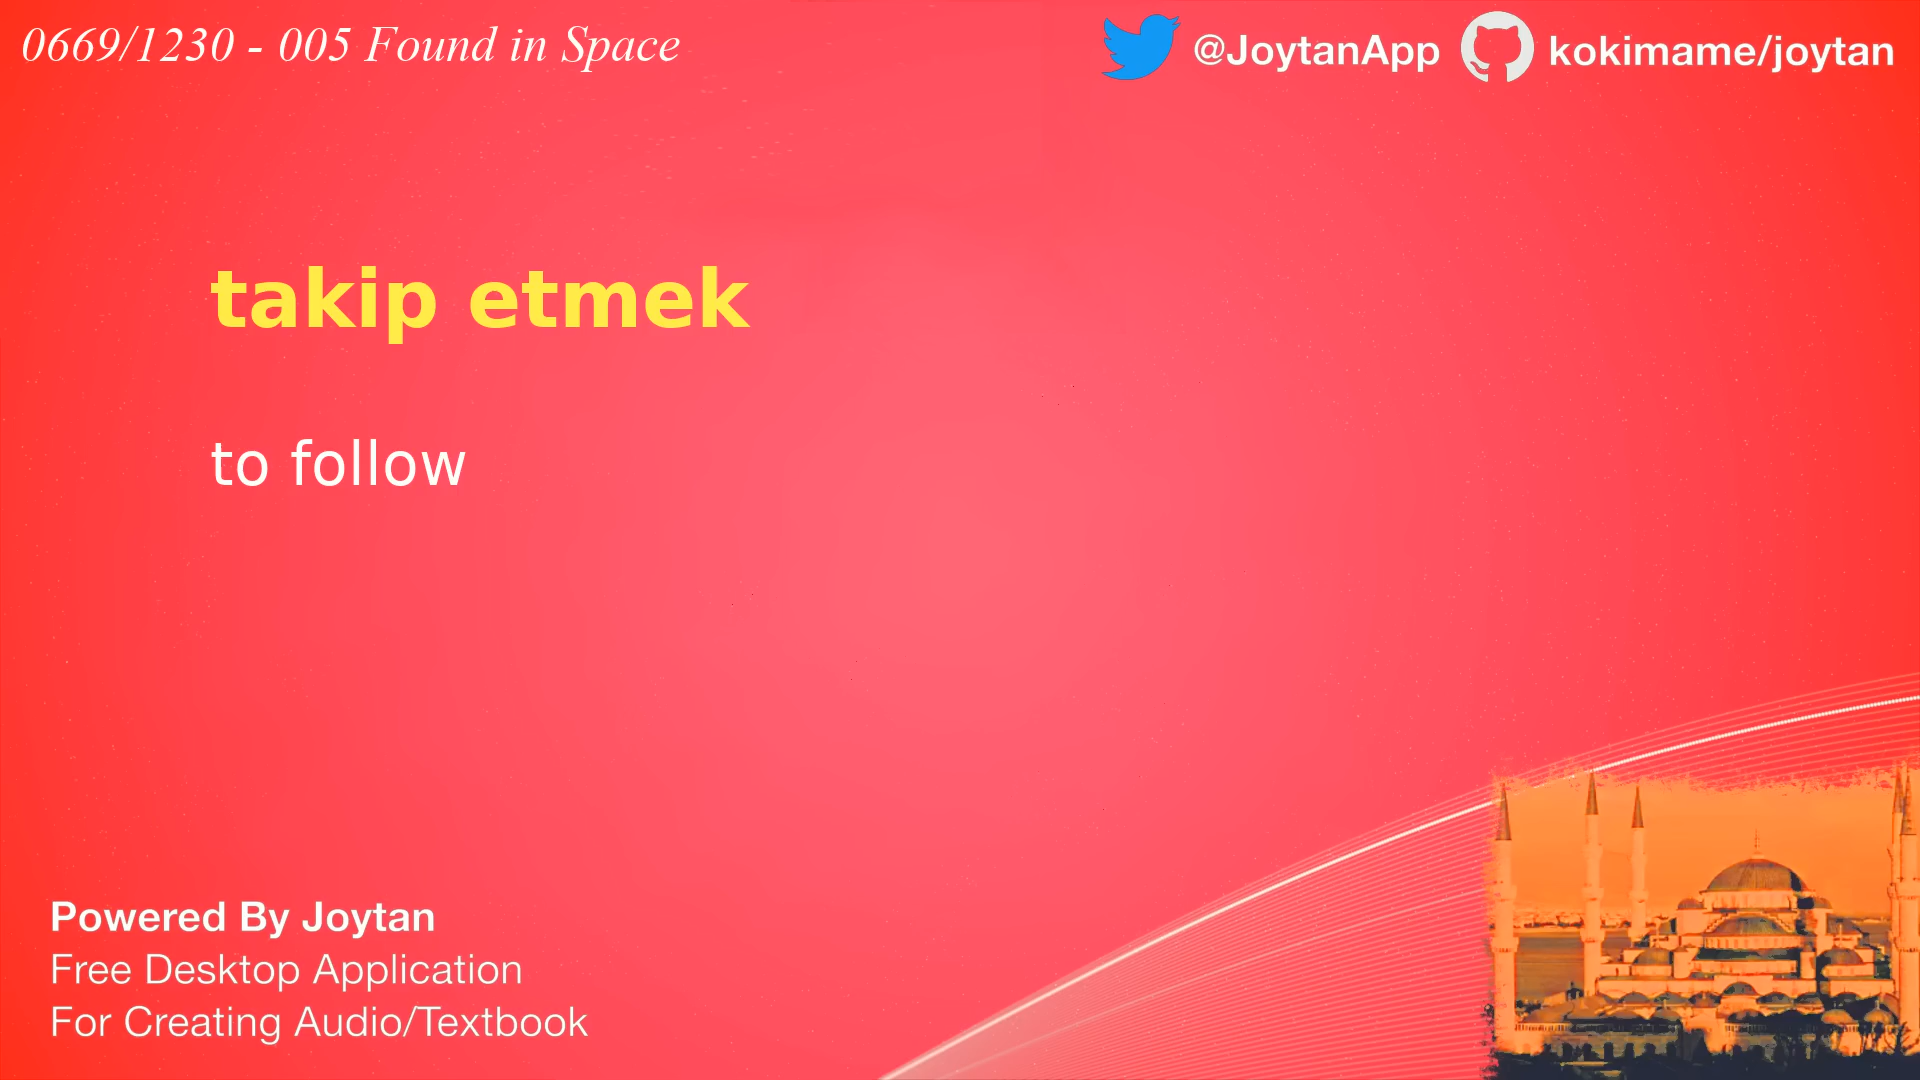 0669/1230 - 005 Found in Space
@JoytanApp
kokimame/joytan
takip etmek
to follow
Powered By Joytan
Free Desktop Application
For Creating Audio/Textbook